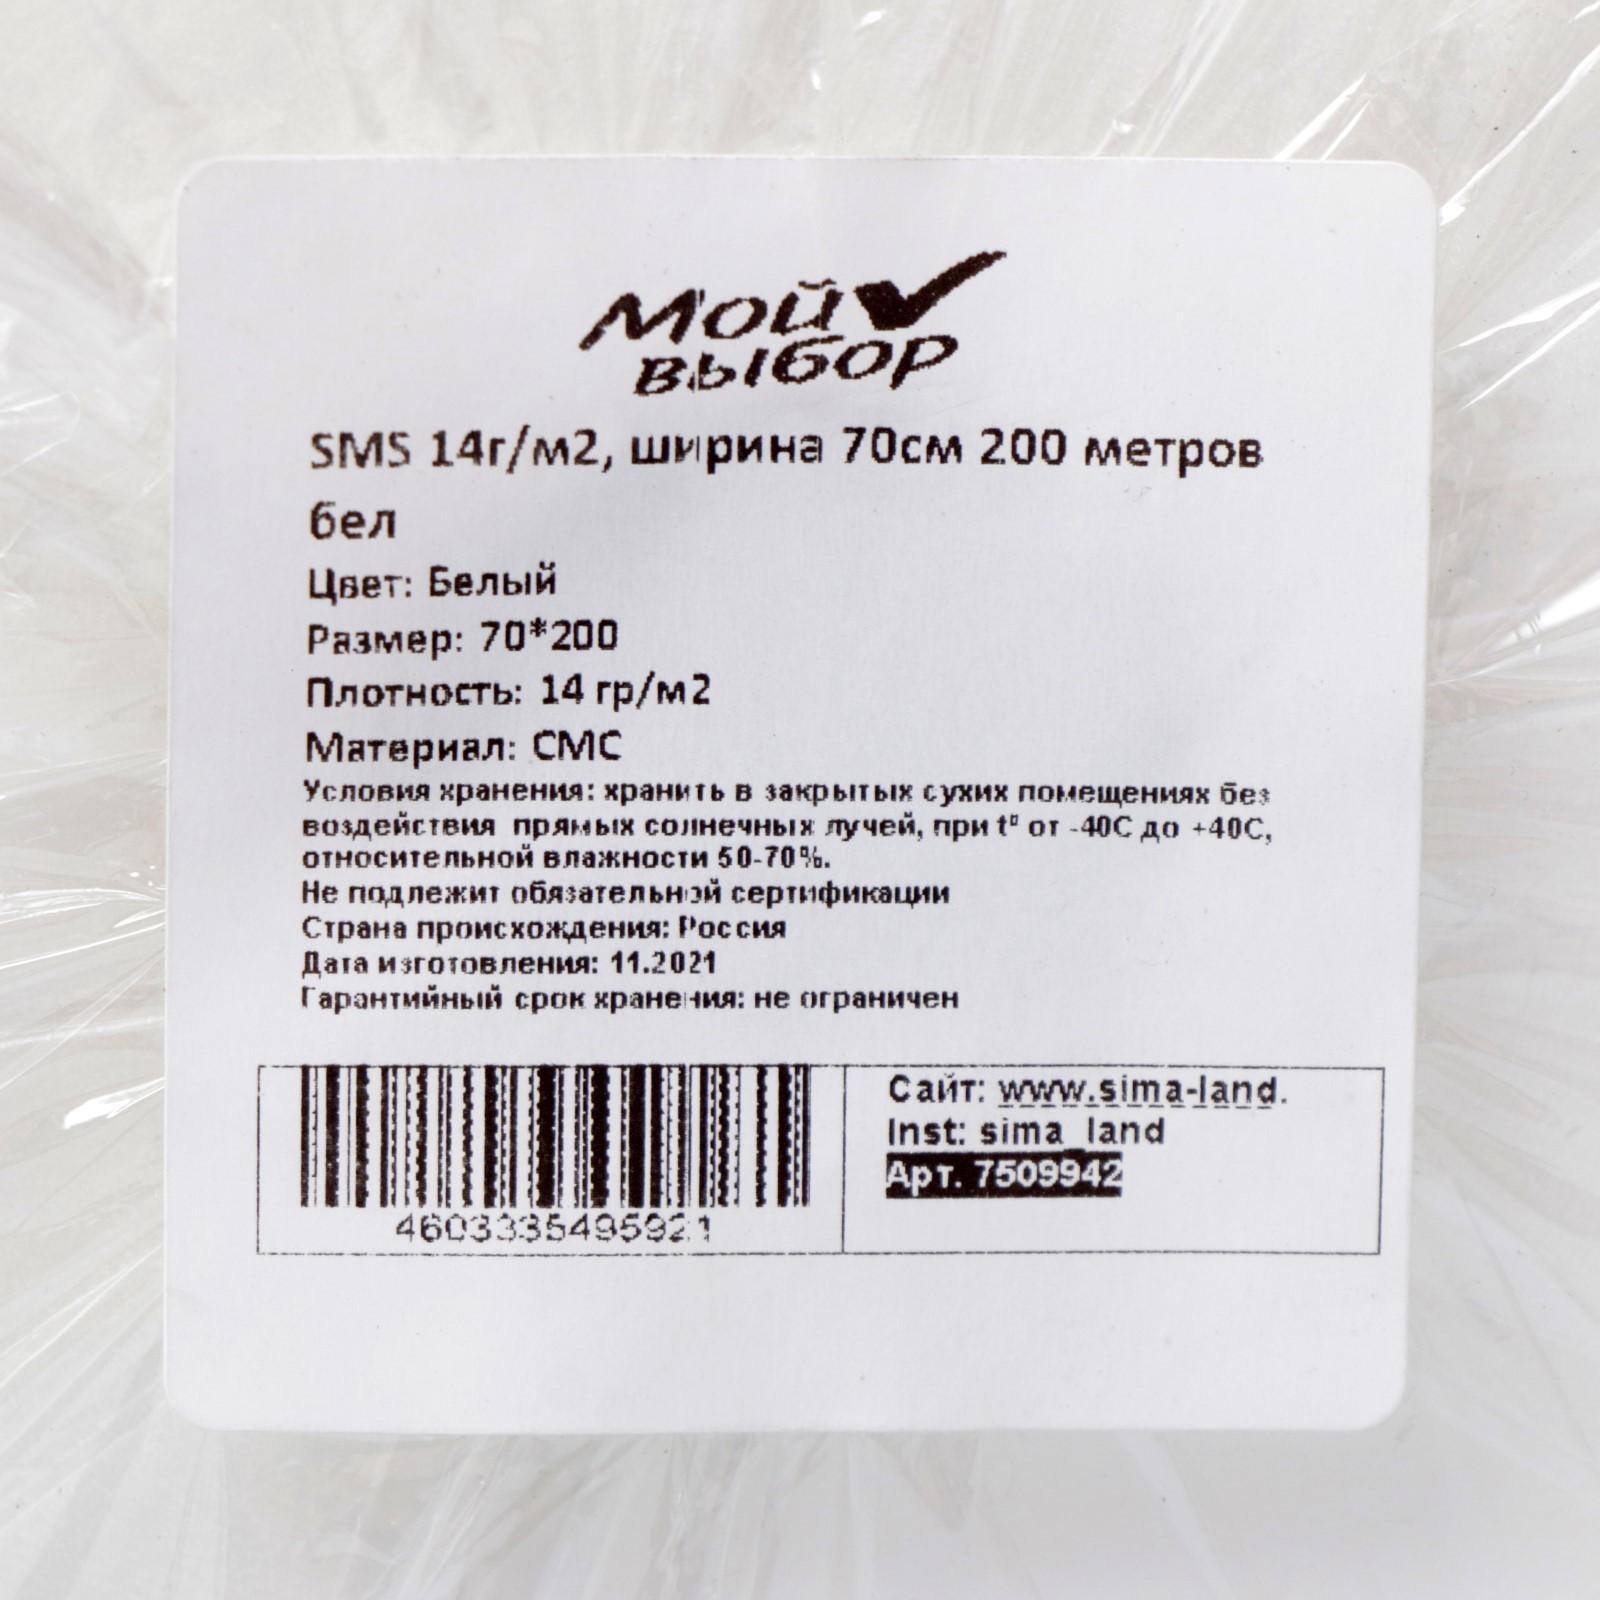 Мой
выбор
SMS 14г/м2, ширина 70см 200 метров
бел
Цвет: Белый
Размер: 70*200
Плотность: 14 гр/м2
Материал: СМС
Условия хранения: хранить в закрытых сухих помещениях без
воздействия прямых солнечных лучей, при t° от -40С до +40С,
относительной влажности 50-70%.
Не подлежит обязательной сертификации
Страна происхождения: Россия
Дата изготовления: 11.2021
Гарантийный срок хранения: не ограничен
4603335495921
Сайт: www.sima-land.
Inst: sima_land
Арт. 7509942